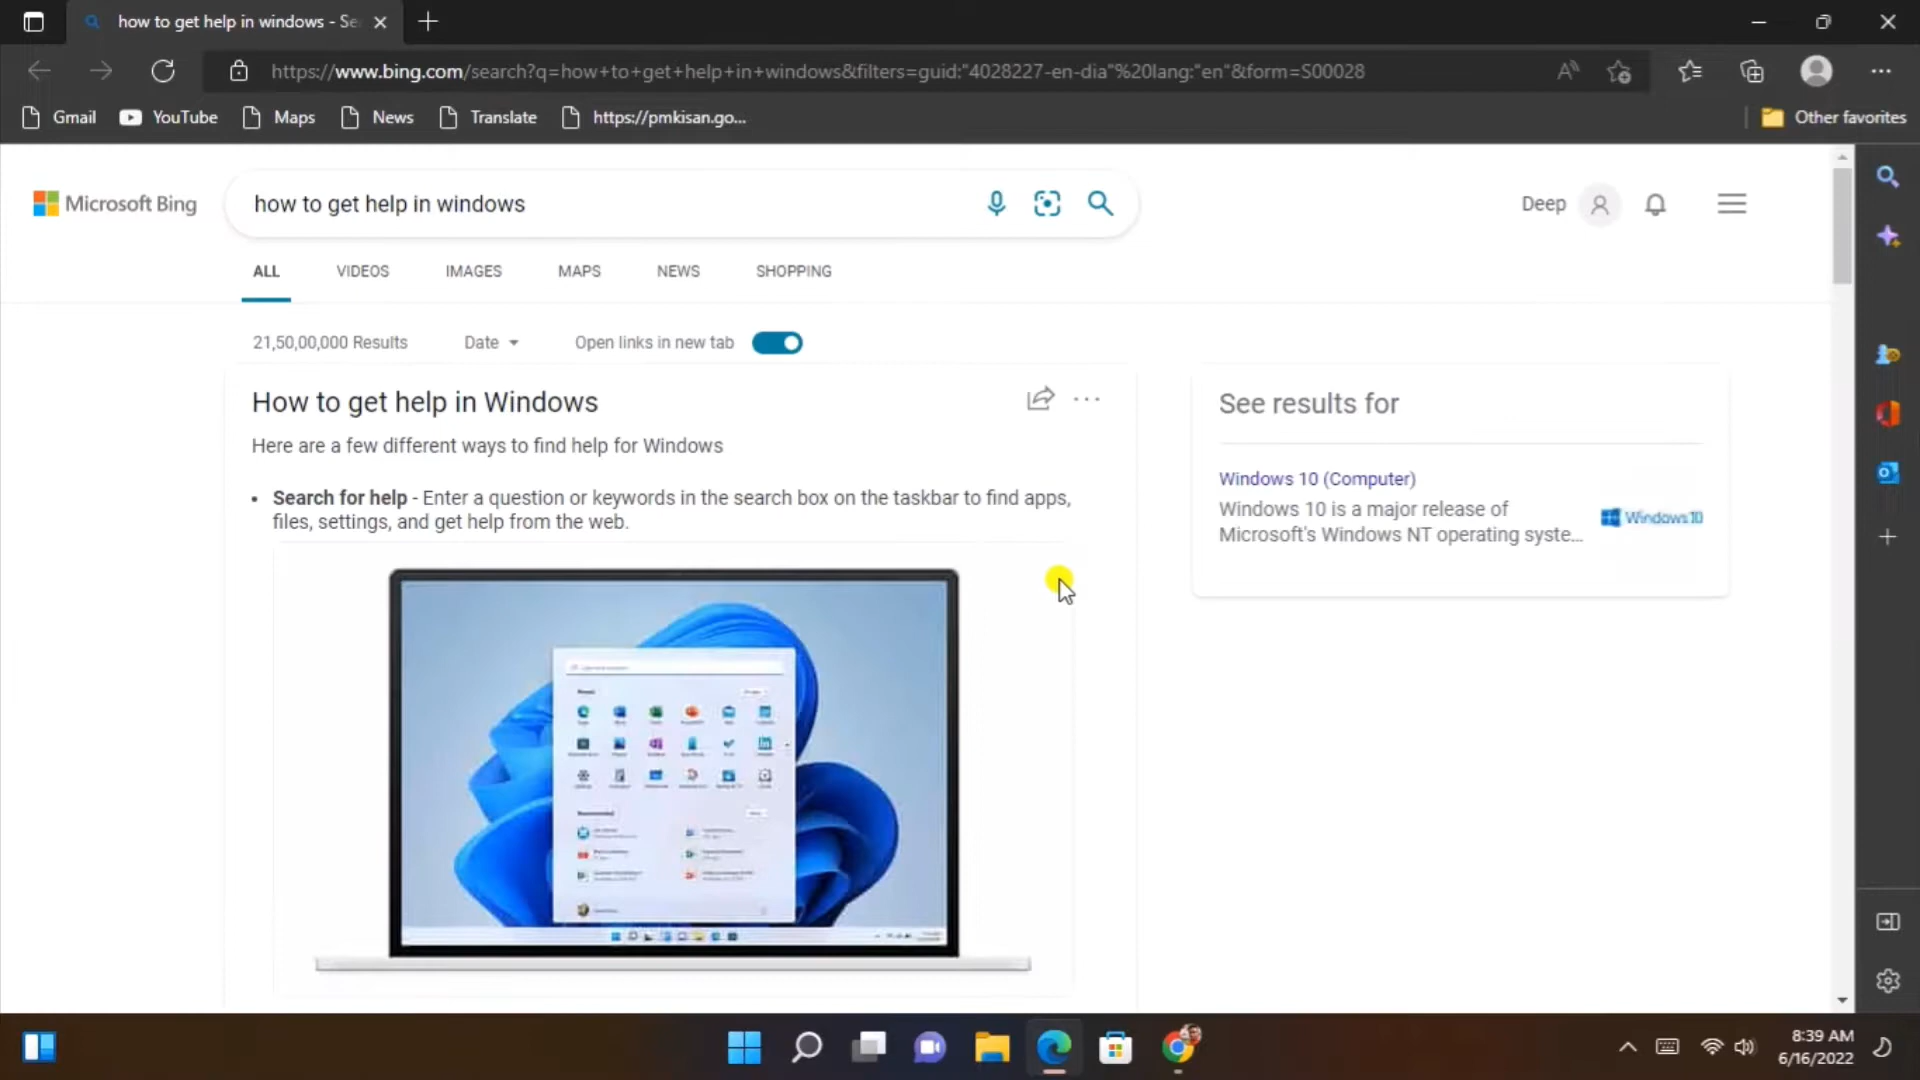 how to get help in windows - Se
https://www.bing.com/search?q=how+to+get+help+in+windows&filters=guid:"4028227-en-dia"%20lang:"en"&form=S00028
Gmail
YouTube
Maps
News
Translate
https://pmkisan.go...
Other favorites
Microsoft Bing
how to get help in windows
Deep
ALL
VIDEOS
IMAGES
MAPS
NEWS
SHOPPING
21,50,00,000 Results
Date
Open links in new tab
How to get help in Windows
Here are a few different ways to find help for Windows
• Search for help - Enter a question or keywords in the search box on the taskbar to find apps,
files, settings, and get help from the web.
See results for
Windows 10 (Computer)
Windows 10 is a major release of
Microsoft's Windows NT operating syste...
Windows10
8:39 AM
6/16/2022